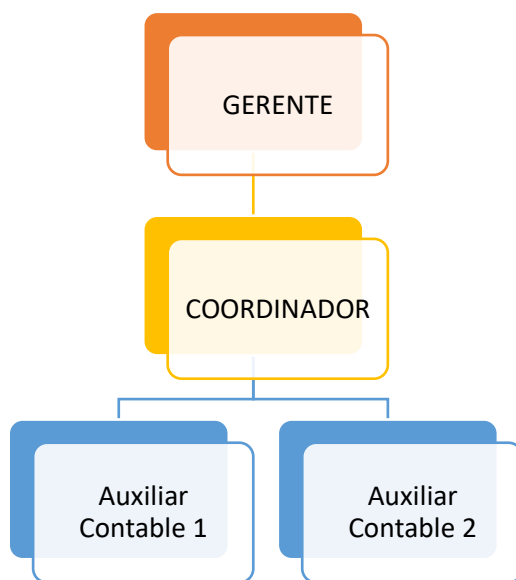 GERENTE
COORDINADOR
Auxiliar
Contable 1
Auxiliar
Contable 2